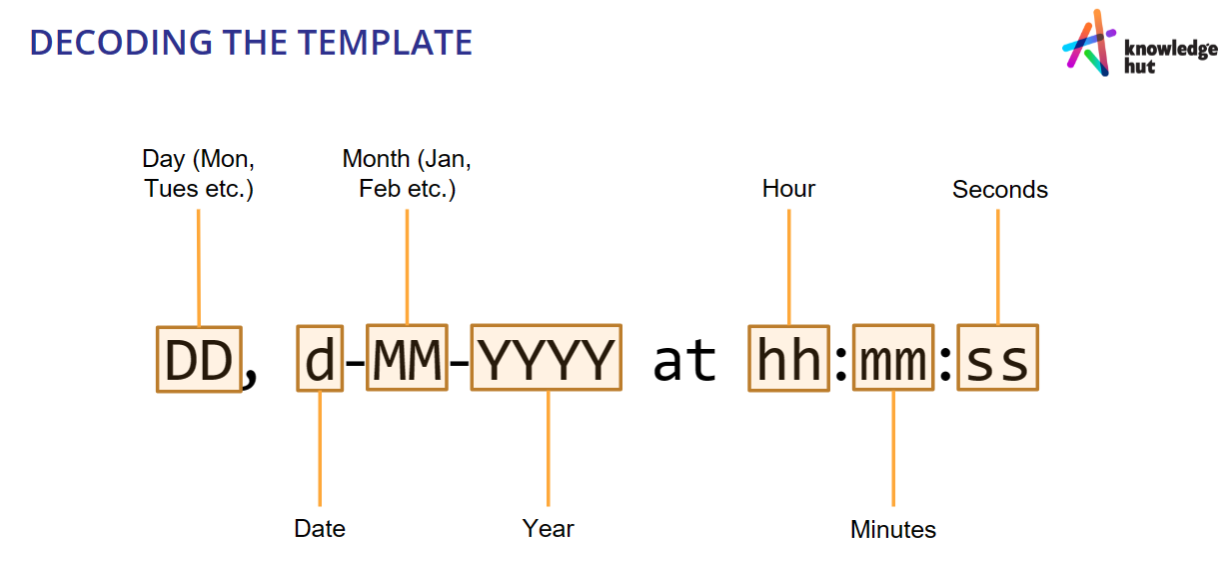 DECODING THE TEMPLATE
knowledge
hut
Day (Mon,
Tues etc.)
Month (Jan,
Feb etc.)
Hour
Seconds
DD, d-MM-YYYY at hh:mm:ss
Date
Year
Minutes